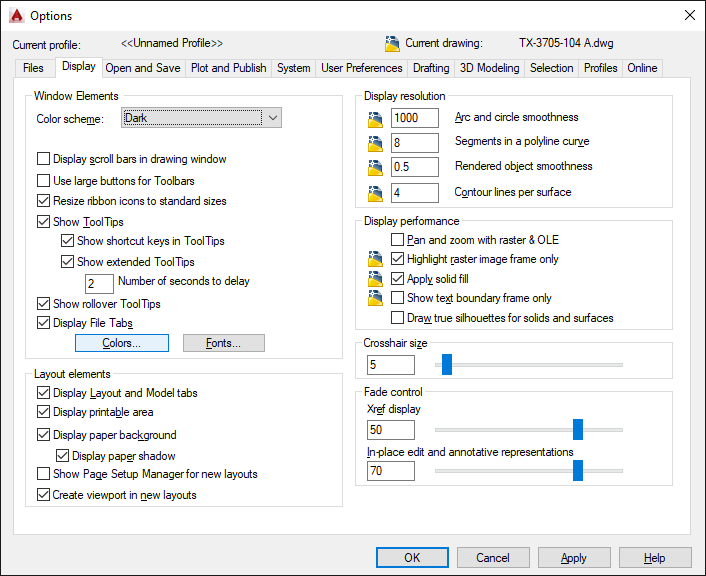 Options
Current profile: <<Unnamed Profile>> Current drawing: TX-3705-104 A.dwg
Files Display Open and Save Plot and Publish System User Preferences Drafting 3D Modeling Selection Profiles Online
Window Elements
Color scheme: Dark
Display scroll bars in drawing window
Use large buttons for Toolbars
Resize ribbon icons to standard sizes
Show ToolTips
Show shortcut keys in ToolTips
Show extended ToolTips
2 Number of seconds to delay
Show rollover ToolTips
Display File Tabs
Colors... Fonts...
Layout elements
Display Layout and Model tabs
Display printable area
Display paper background
Display paper shadow
Show Page Setup Manager for new layouts
Create viewport in new layouts
Display resolution
1000 Arc and circle smoothness
8 Segments in a polyline curve
0.5 Rendered object smoothness
4 Contour lines per surface
Display performance
Pan and zoom with raster & OLE
Highlight raster image frame only
Apply solid fill
Show text boundary frame only
Draw true silhouettes for solids and surfaces
Crosshair size
5
Fade control
Xref display
50
In-place edit and annotative representations
70
OK Cancel Apply Help